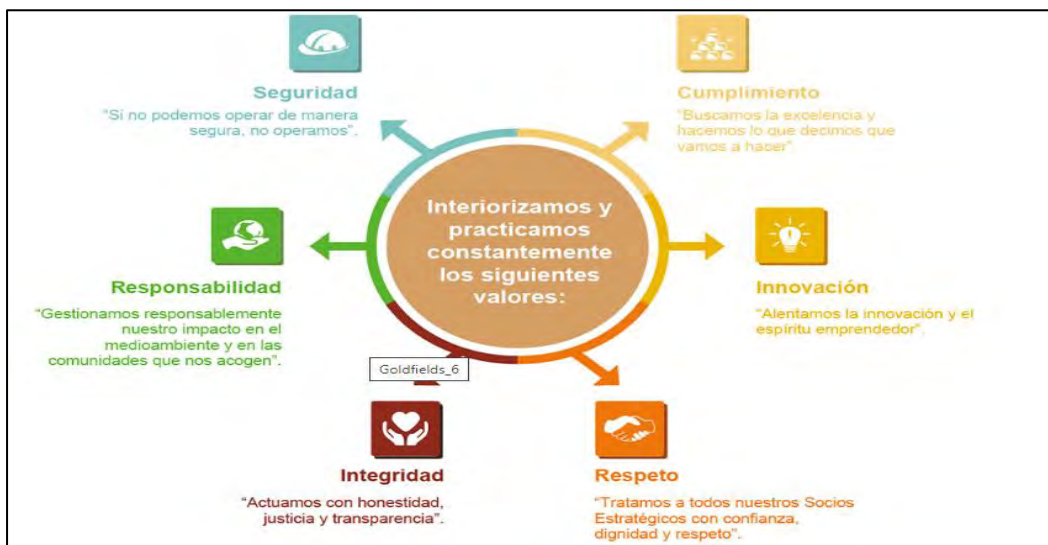 Seguridad
"Sí no podemos operar de manera
segura, no operamos".
Cumplimiento
"Buscamos la excelencia y
hacemos lo que decimos que
vamos a hacer".
Interiorizamos y
practicamos
constantemente
los siguientes
valores:
Responsabilidad
"Gestionamos responsablemente
nuestro impacto en el
medioambiente y en las
comunidades que nos acogen".
Innovación
"Alentamos la innovación y el
espíritu emprendedor".
Goldfields_6
Integridad
"Actuamos con honestidad,
justicia y transparencia".
Respeto
"Tratamos a todos nuestros Socios
Estratégicos con confianza,
dignidad y respeto".